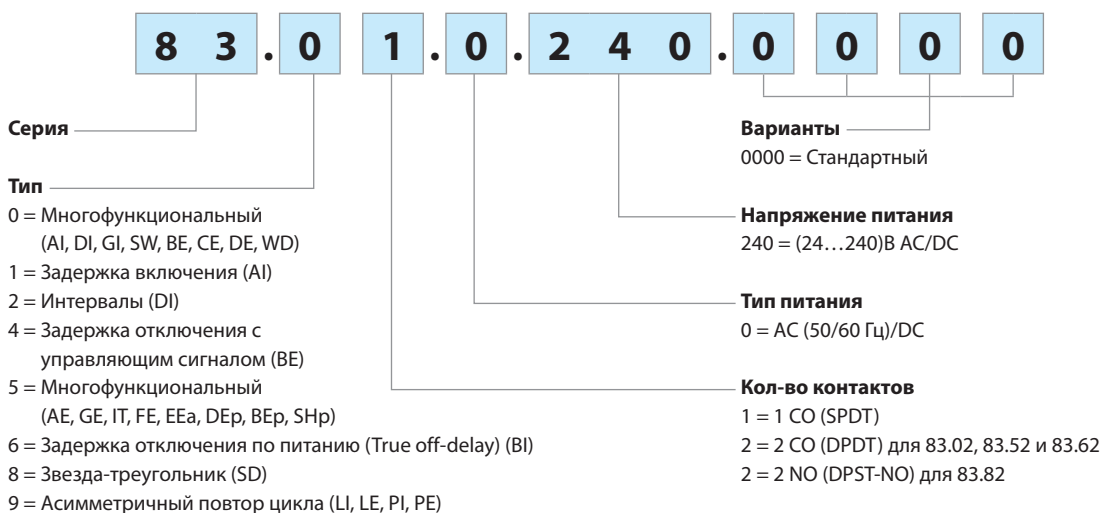 8 3 . 0 1 . 0 . 2 4 0 . 0 0 0 0
Серия
Тип
0 = Многофункциональный
(AI, DI, GI, SW, BE, CE, DE, WD)
1 = Задержка включения (AI)
2 = Интервалы (DI)
4 = Задержка отключения с
управляющим сигналом (BE)
5 = Многофункциональный
(AE, GE, IT, FE, EEa, DEp, BEp, SHp)
6 = Задержка отключения по питанию (True off-delay) (BI)
8 = Звезда-треугольник (SD)
9 = Асимметричный повтор цикла (LI, LE, PI, PE)
Варианты
0000 = Стандартный
Напряжение питания
240 = (24…240)В AC/DC
Тип питания
0 = AC (50/60 Гц)/DC
Кол-во контактов
1 = 1 CO (SPDT)
2 = 2 CO (DPDT) для 83.02, 83.52 и 83.62
2 = 2 NO (DPST-NO) для 83.82